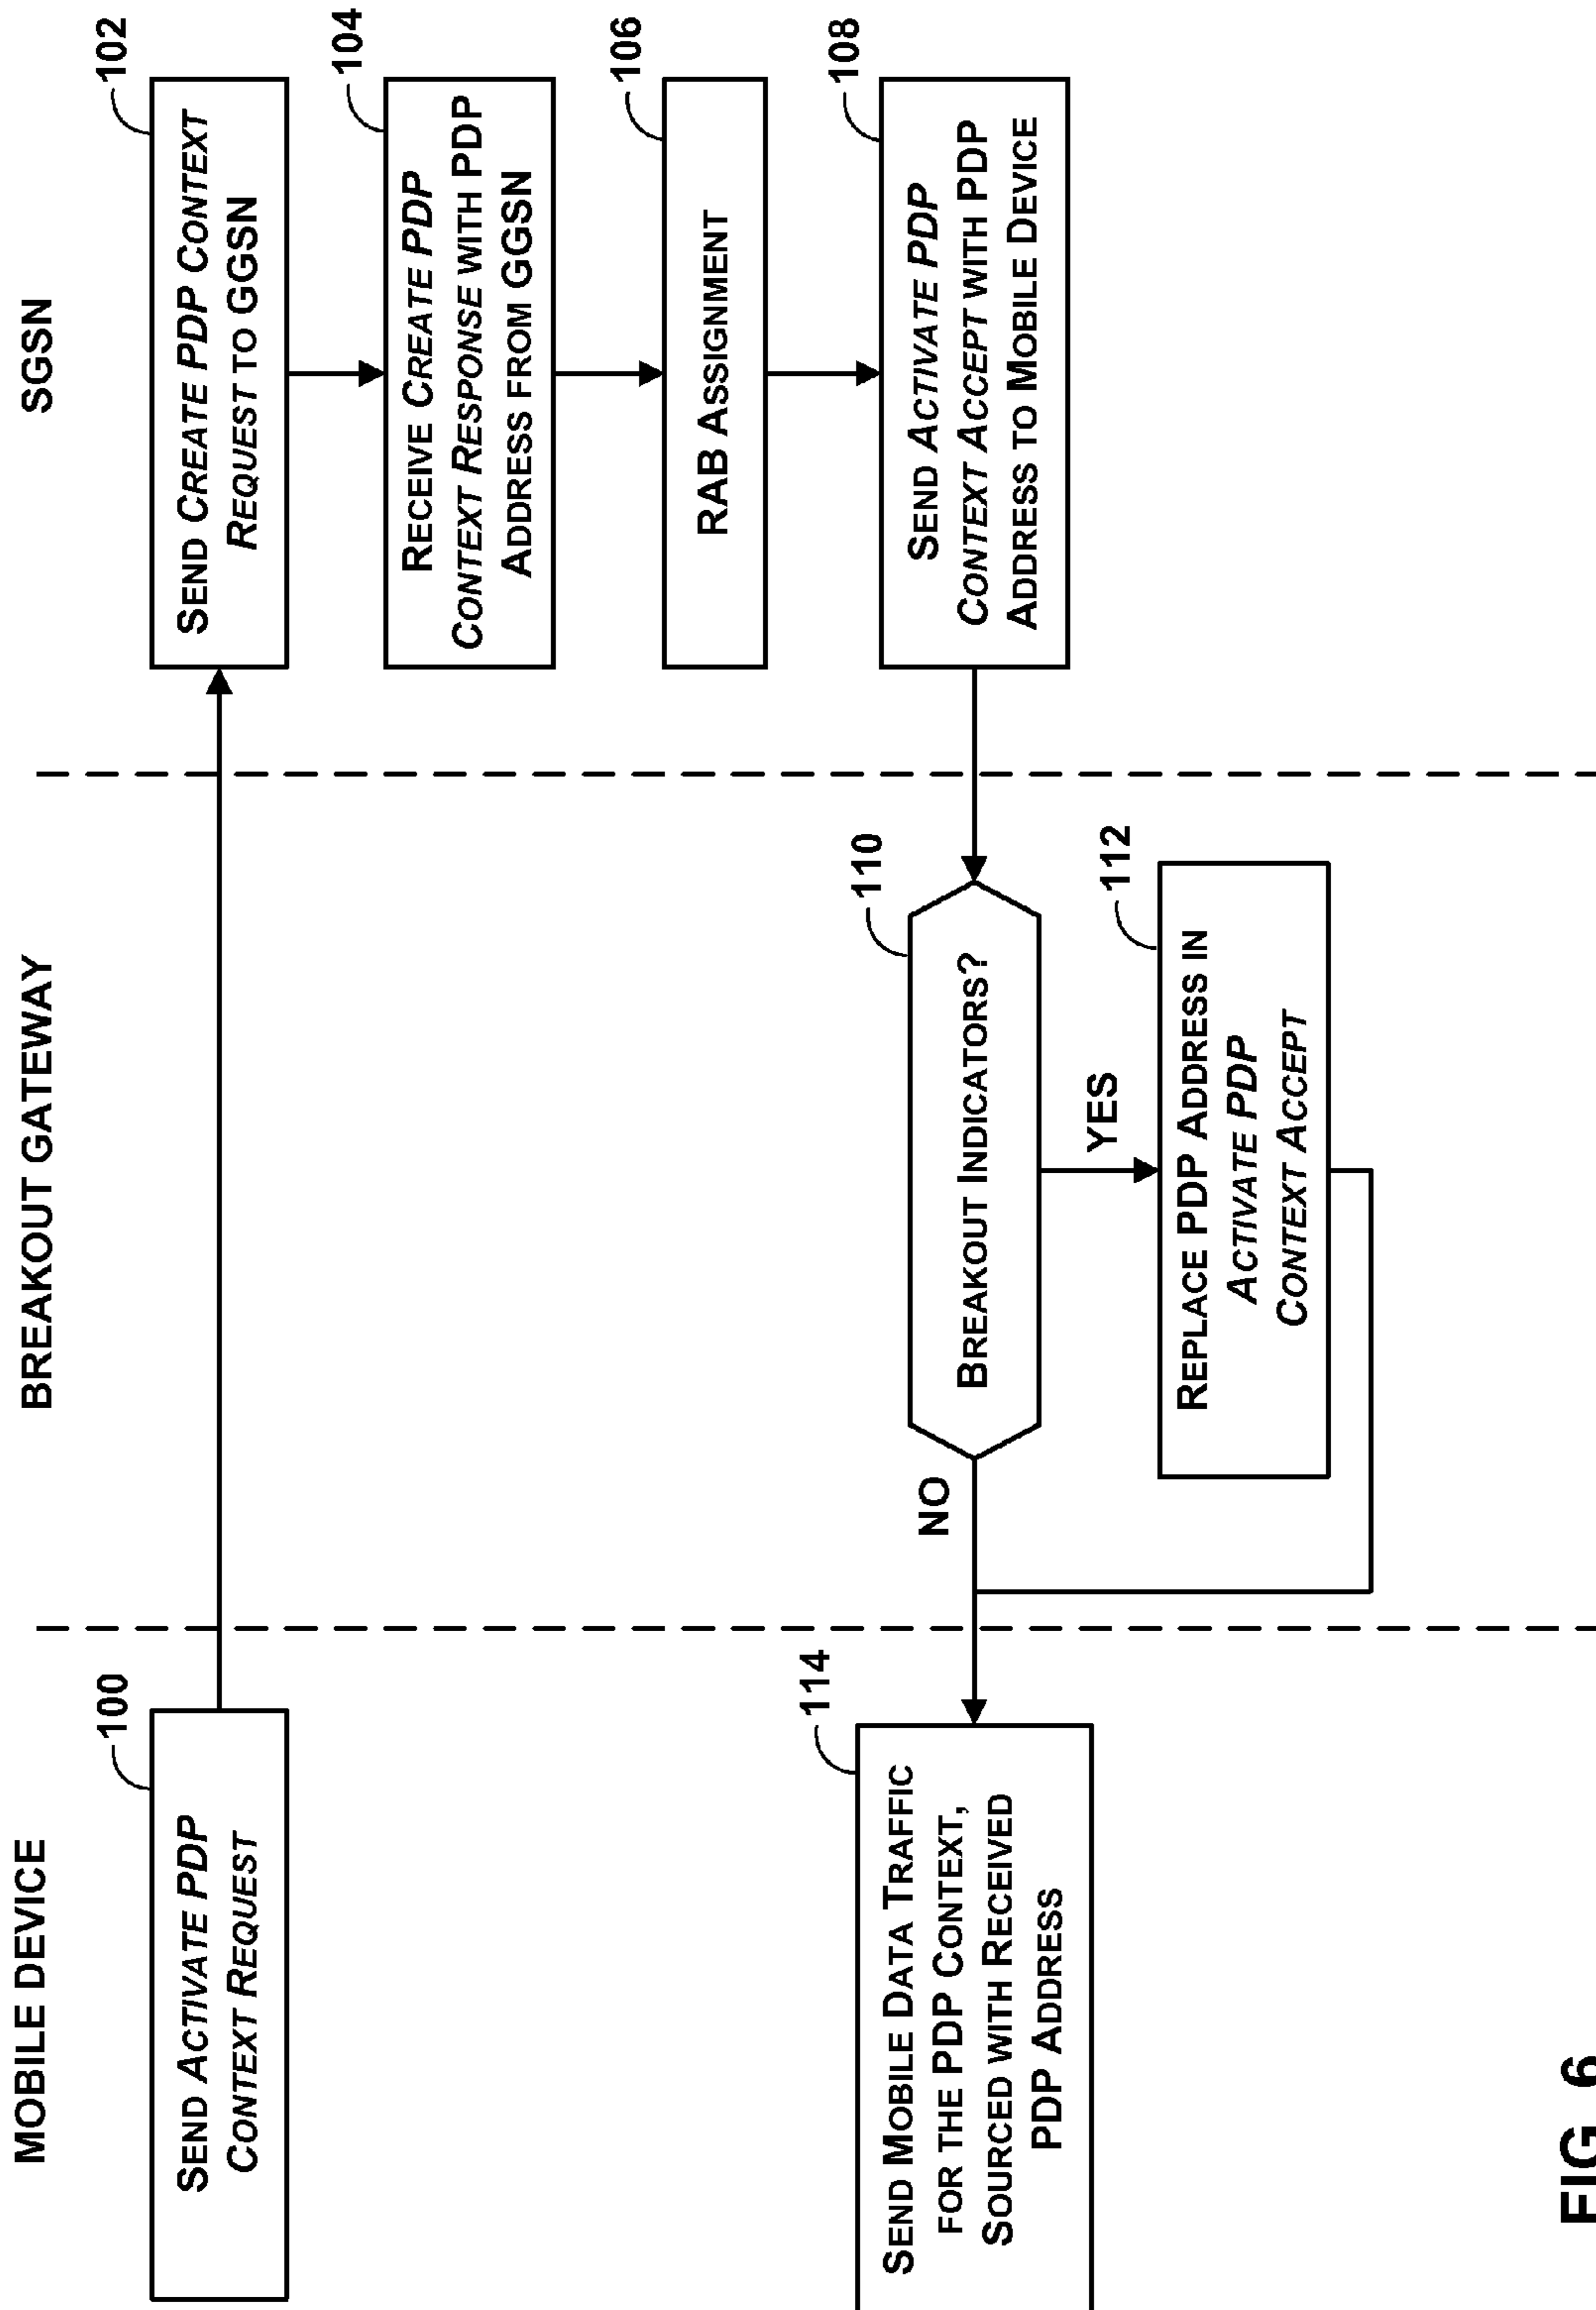 MOBILE DEVICE
BREAKOUT GATEWAY
SGSN
100
SEND ACTIVATE PDP
CONTEXT REQUEST
102
SEND CREATE PDP CONTEXT
REQUEST TO GGSN
104
RECEIVE CREATE PDP
CONTEXT RESPONSE WITH PDP
ADDRESS FROM GGSN
106
RAB ASSIGNMENT
108
SEND ACTIVATE PDP
CONTEXT ACCEPT WITH PDP
ADDRESS TO MOBILE DEVICE
110
BREAKOUT INDICATORS?
NO
YES
112
REPLACE PDP ADDRESS IN
ACTIVATE PDP
CONTEXT ACCEPT
114
SEND MOBILE DATA TRAFFIC
FOR THE PDP CONTEXT,
SOURCED WITH RECEIVED
PDP ADDRESS
FIG. 6